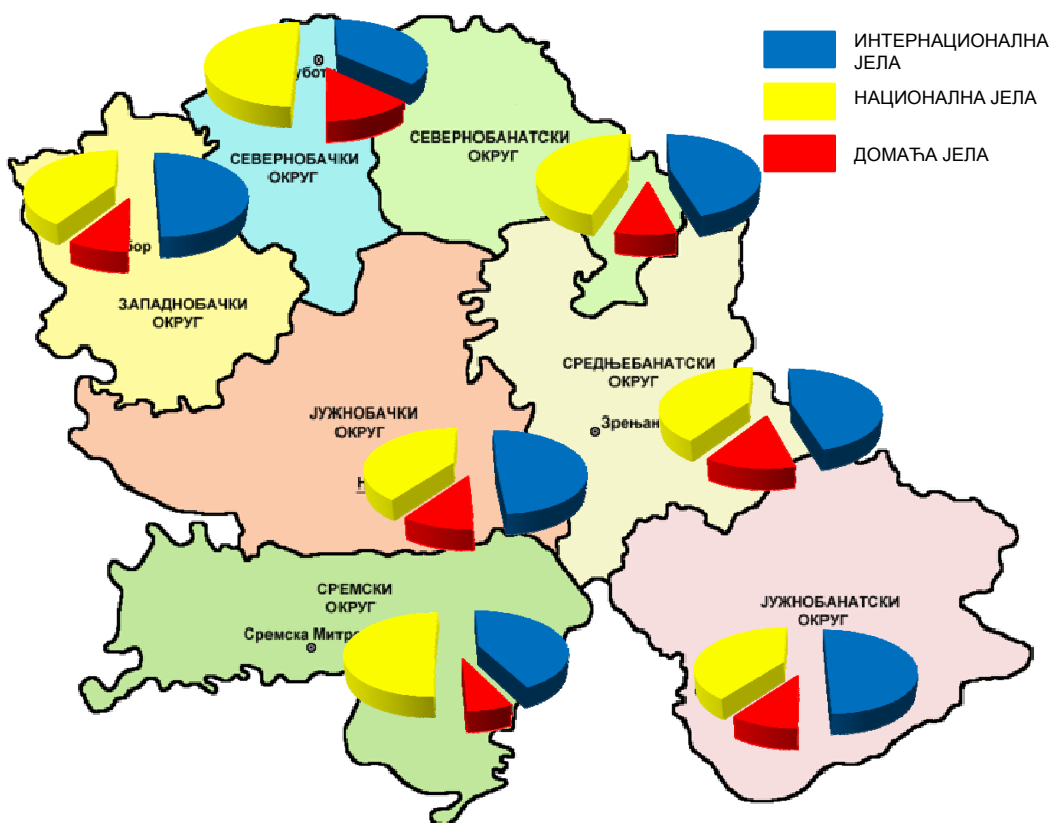 ИНТЕРНАЦИОНАЛНА
ЈЕЛА
НАЦИОНАЛНА ЈЕЛА
ДОМАЋА ЈЕЛА
СЕВЕРНОБАНАТСКИ
ОКРУГ
СЕВЕРНОБАЧКИ
ОКРУГ
ЗАПАДНОБАЧКИ
ОКРУГ
СРЕДЊЕБАНАТСКИ
ОКРУГ
ЈУЖНОБАЧКИ
ОКРУГ
СРЕМСКИ
ОКРУГ
Сремска
ЈУЖНОБАНАТСКИ
ОКРУГ